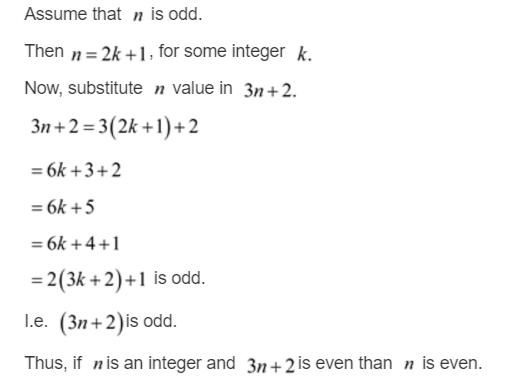 Assume that n is odd.
Then n = 2k + 1, for some integer k.
Now, substitute n value in 3n + 2.
3n + 2 = 3(2k + 1) + 2
= 6k + 3 + 2
= 6k + 5
= 6k + 4 + 1
= 2(3k + 2) + 1 is odd.
I.e. (3n + 2) is odd.
Thus, if n is an integer and 3n + 2 is even than n is even.